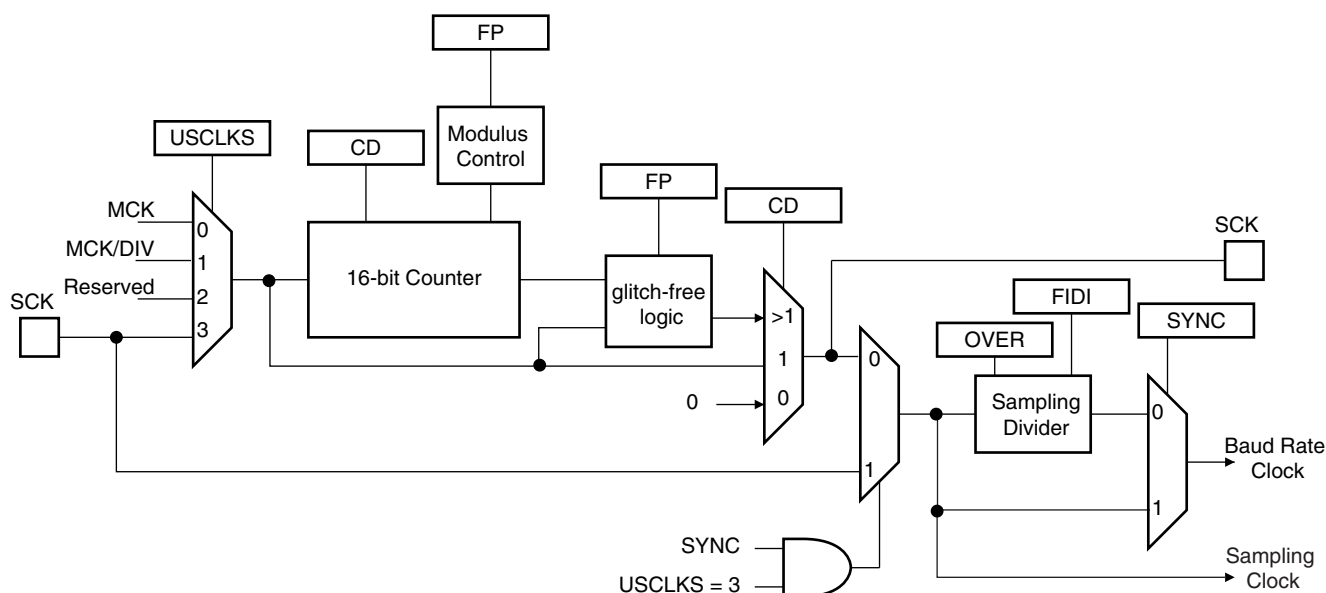 FP
USCLKS
CD
Modulus
Control
FP
CD
MCK
0
MCK/DIV
1
Reserved
2
SCK
3
16-bit Counter
glitch-free
logic
>1
1
0
0
SCK
FIDI
OVER
SYNC
0
1
Sampling
Divider
0
1
Baud Rate
Clock
SYNC
USCLKS = 3
Sampling
Clock